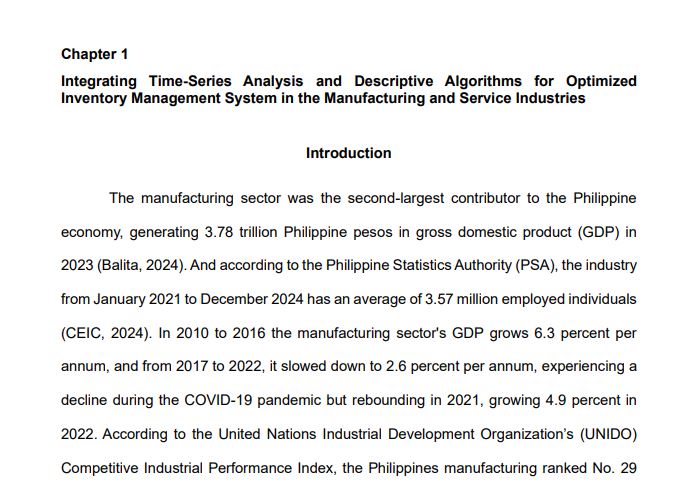 Chapter 1
Integrating Time-Series Analysis and Descriptive Algorithms for Optimized
Inventory Management System in the Manufacturing and Service Industries
Introduction
The manufacturing sector was the second-largest contributor to the Philippine
economy, generating 3.78 trillion Philippine pesos in gross domestic product (GDP) in
2023 (Balita, 2024). And according to the Philippine Statistics Authority (PSA), the industry
from January 2021 to December 2024 has an average of 3.57 million employed individuals
(CEIC, 2024). In 2010 to 2016 the manufacturing sector's GDP grows 6.3 percent per
annum, and from 2017 to 2022, it slowed down to 2.6 percent per annum, experiencing a
decline during the COVID-19 pandemic but rebounding in 2021, growing 4.9 percent in
2022. According to the United Nations Industrial Development Organization’s (UNIDO)
Competitive Industrial Performance Index, the Philippines manufacturing ranked No. 29